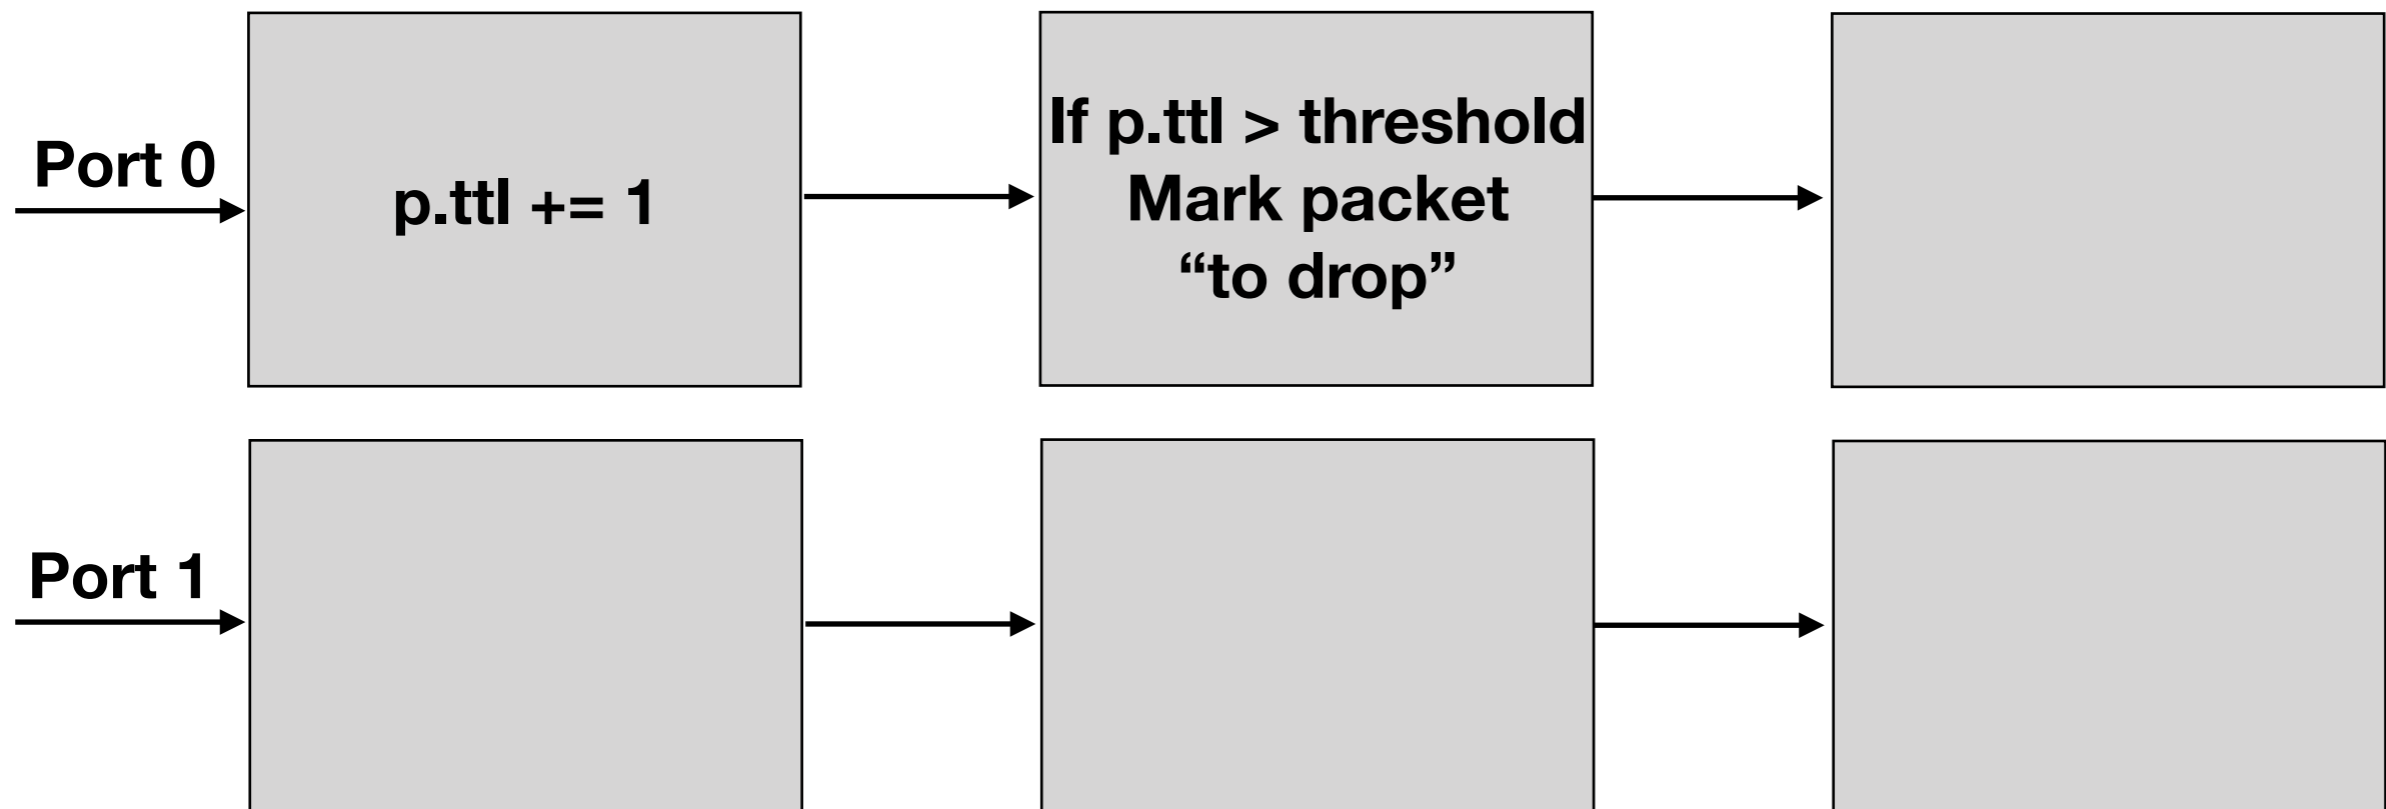 Port 0
p.ttl += 1
If p.ttl > threshold
Mark packet
“to drop”
Port 1